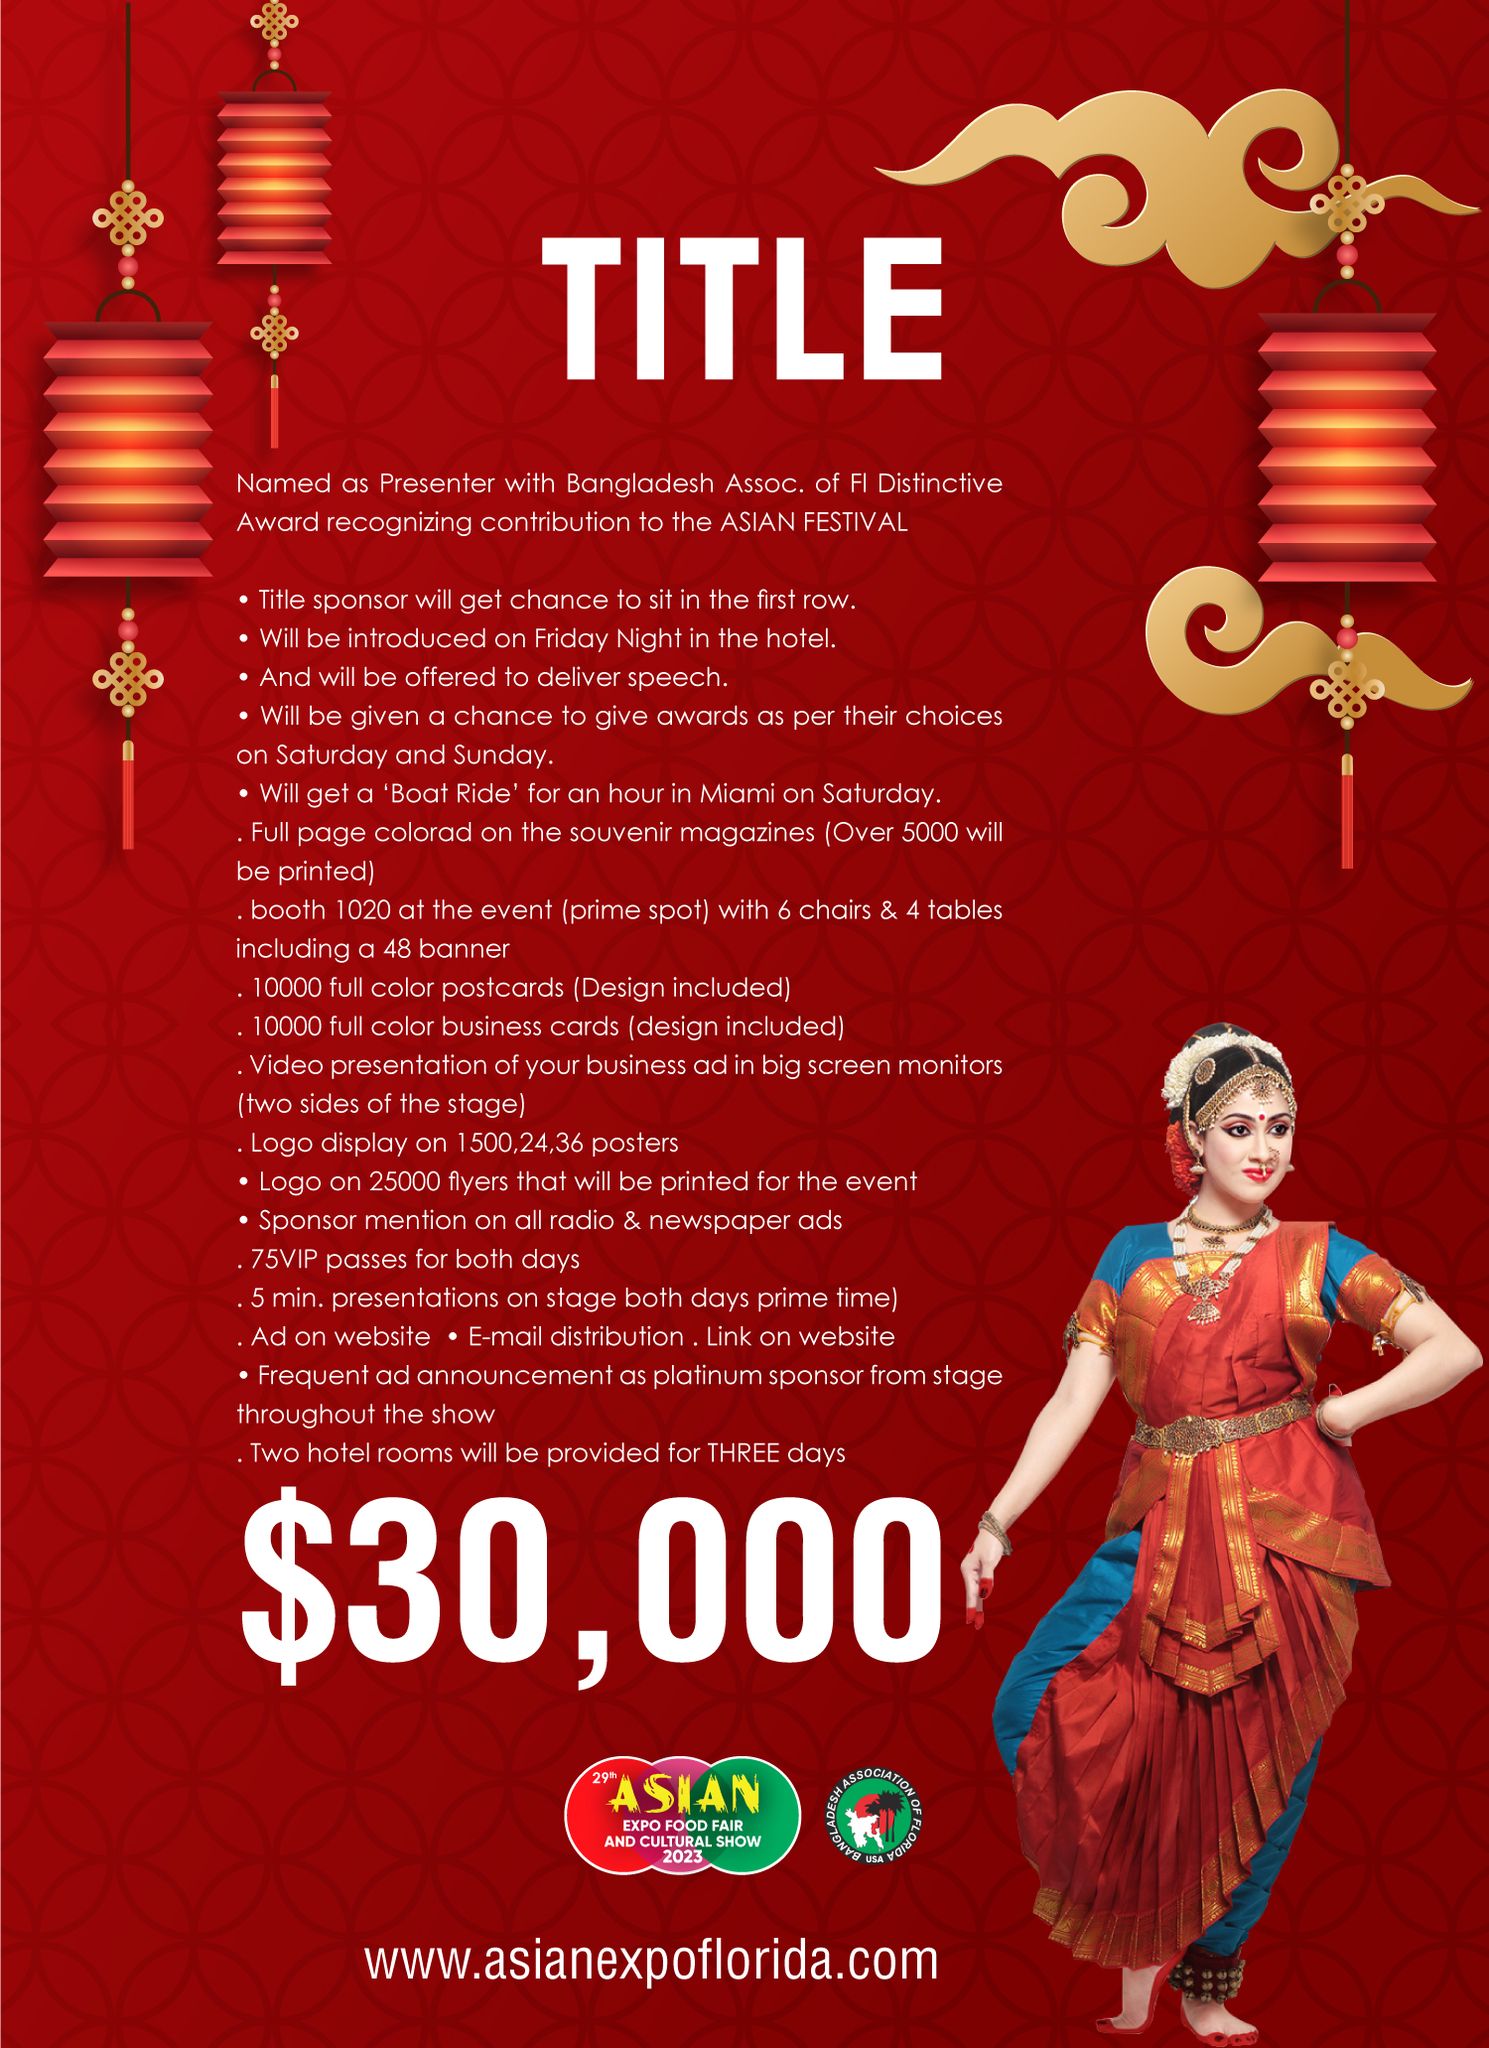 TITLE
Named as Presenter with Bangladesh Assoc. of Fl Distinctive
Award recognizing contribution to the ASIAN FESTIVAL
• Title sponsor will get chance to sit in the first row.
• Will be introduced on Friday Night in the hotel.
• And will be offered to deliver speech.
• Will be given a chance to give awards as per their choices
on Saturday and Sunday.
• Will get a ‘Boat Ride’ for an hour in Miami on Saturday.
. Full page colorad on the souvenir magazines (Over 5000 will
be printed)
. booth 1020 at the event (prime spot) with 6 chairs & 4 tables
including a 48 banner
. 10000 full color postcards (Design included)
. 10000 full color business cards (design included)
. Video presentation of your business ad in big screen monitors
(two sides of the stage)
. Logo display on 1500,24,36 posters
• Logo on 25000 flyers that will be printed for the event
• Sponsor mention on all radio & newspaper ads
. 75VIP passes for both days
. 5 min. presentations on stage both days prime time)
. Ad on website • E-mail distribution . Link on website
• Frequent ad announcement as platinum sponsor from stage
throughout the show
. Two hotel rooms will be provided for THREE days
$30,000
29th ASIAN
EXPO FOOD FAIR
AND CULTURAL SHOW
2023
BANGLADESH ASSOCIATION OF FLORIDA
USA
www.asianexpoflorida.com